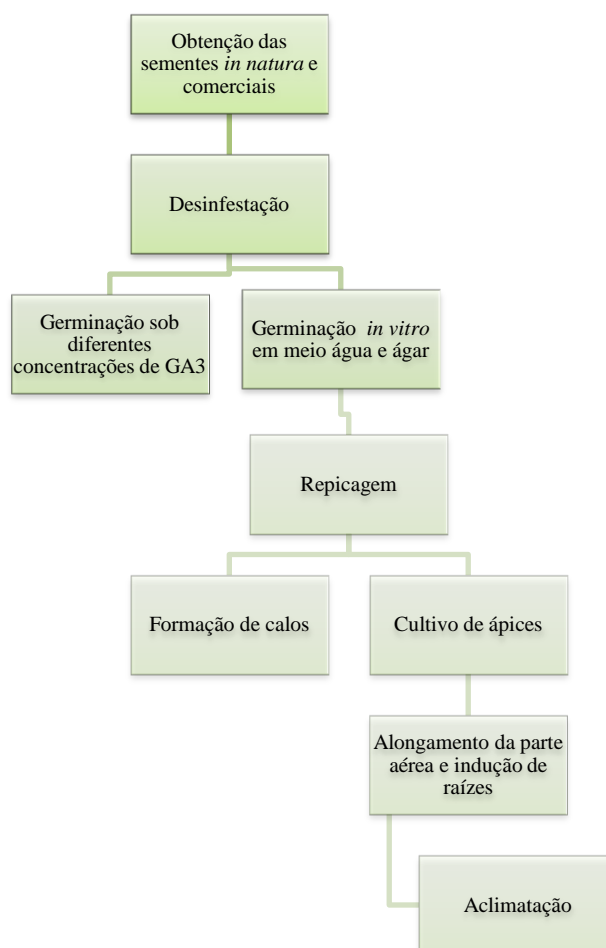 Obtenção das
sementes in natura e
comerciais
Desinfestação
Germinação sob
diferentes
concentrações de GA3
Germinação in vitro
em meio água e ágar
Repicagem
Formação de calos
Cultivo de ápices
Alongamento da parte
aérea e indução de
raízes
Aclimatação